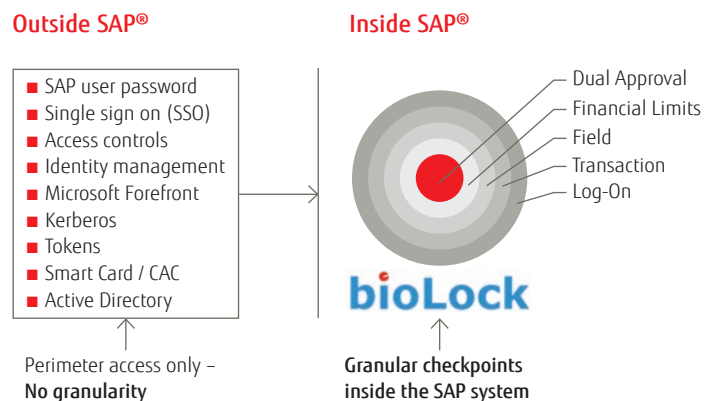 Outside SAP®
SAP user password
Single sign on (SSO)
Access controls
Identity management
Microsoft Forefront
Kerberos
Tokens
Smart Card / CAC
Active Directory
Perimeter access only –
No granularity
Inside SAP®
Dual Approval
Financial Limits
Field
Transaction
Log-On
bioLock
Granular checkpoints
inside the SAP system